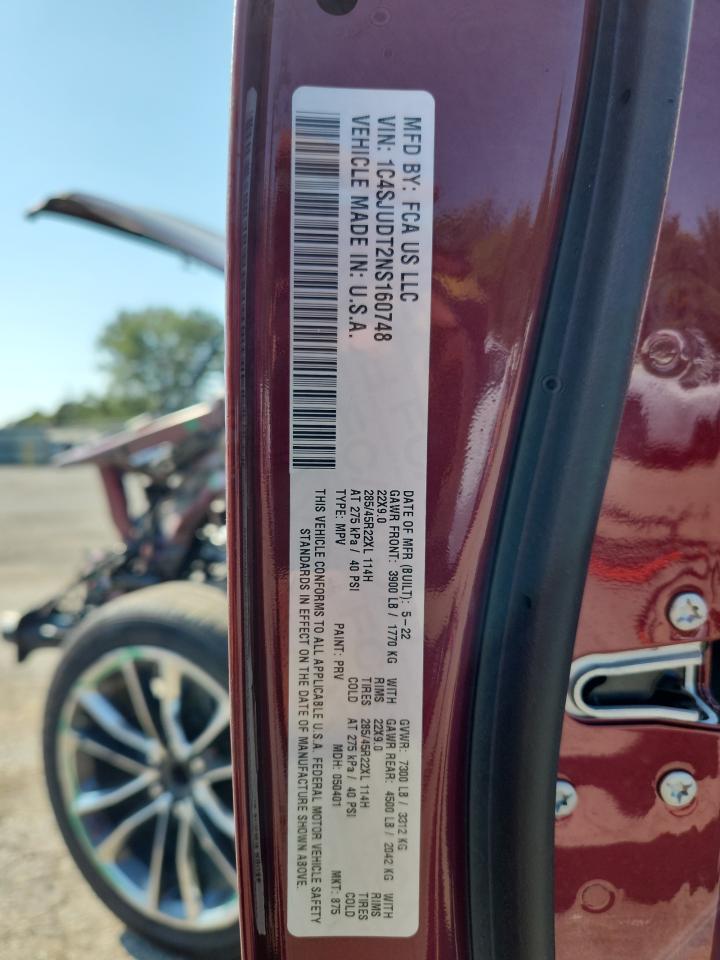 MFD BY: FCA US LLC
VIN: 1C4SJUDT2NS160748
VEHICLE MADE IN: U.S.A.
DATE OF MFR (BUILT): 5-22 GVWR: 7300 LB / 3312 KG
GAWR FRONT: 3900 LB / 1770 KG WITH GAWR REAR: 4500 LB / 2042 KG WITH
22X9.0 RIMS 22X9.0 RIMS
285/45R22XL 114H TIRES 285/45R22XL 114H TIRES
AT 275 kPa / 40 PSI COLD AT 275 kPa / 40 PSI COLD
TYPE: MPV PAINT: PRV MDH: 050401 MKT: 875
THIS VEHICLE CONFORMS TO ALL APPLICABLE U.S.A. FEDERAL MOTOR VEHICLE SAFETY
STANDARDS IN EFFECT ON THE DATE OF MANUFACTURE SHOWN ABOVE.